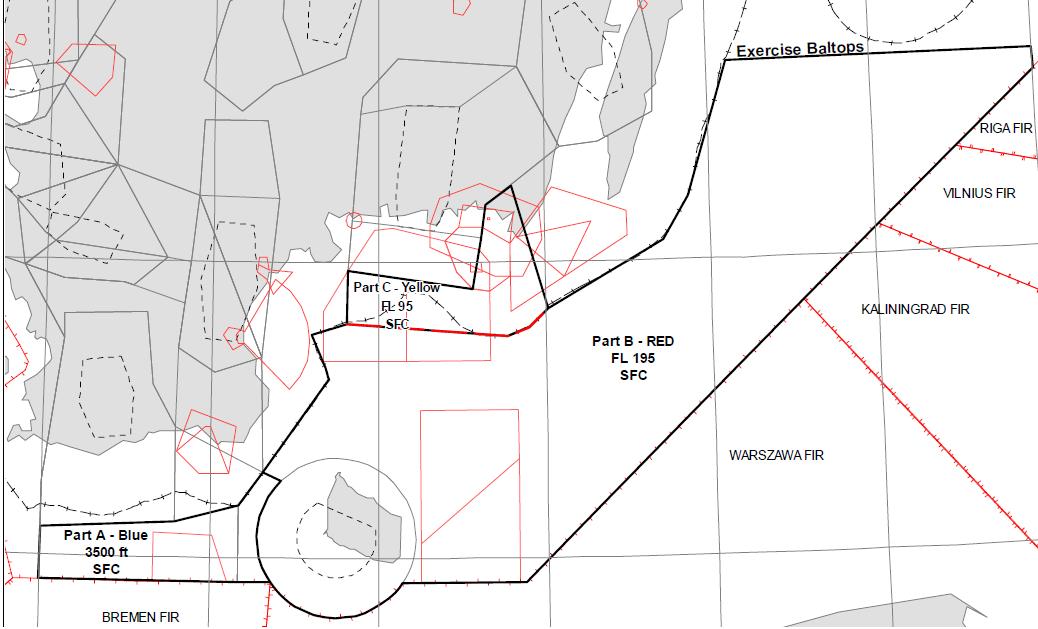 Exercise Baltops
RIGA FIR
VILNIUS FIR
Part C - Yellow
FL 95
SFC
KALININGRAD FIR
Part B - RED
FL 195
SFC
WARSZAWA FIR
Part A - Blue
3500 ft
SFC
BREMEN FIR